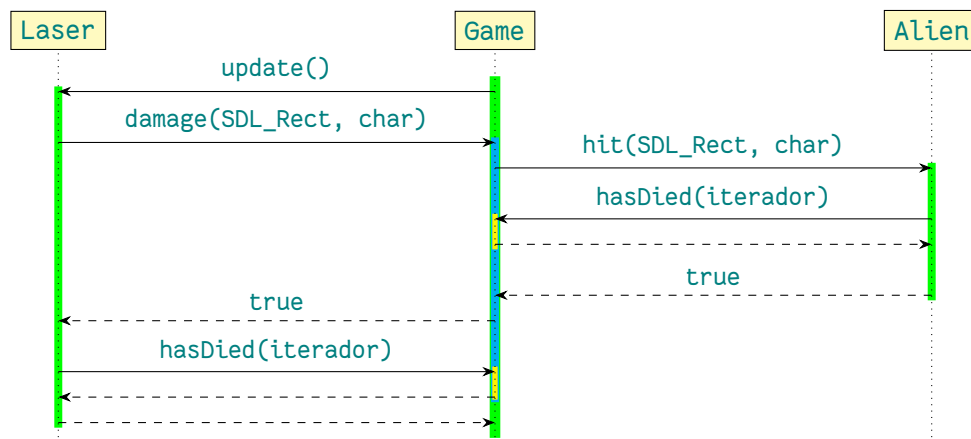 Laser
Game
Alien
update()
damage(SDL_Rect, char)
hit(SDL_Rect, char)
hasDied(iterador)
true
true
hasDied(iterador)